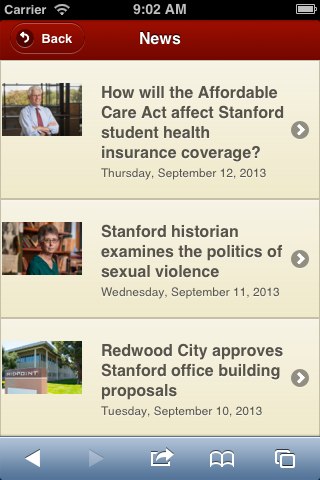 Carrier 9:02 AM
Back News
How will the Affordable
Care Act affect Stanford
student health
insurance coverage?
Thursday, September 12, 2013
Stanford historian
examines the politics of
sexual violence
Wednesday, September 11, 2013
MIDPOINT
Redwood City approves
Stanford office building
proposals
Tuesday, September 10, 2013